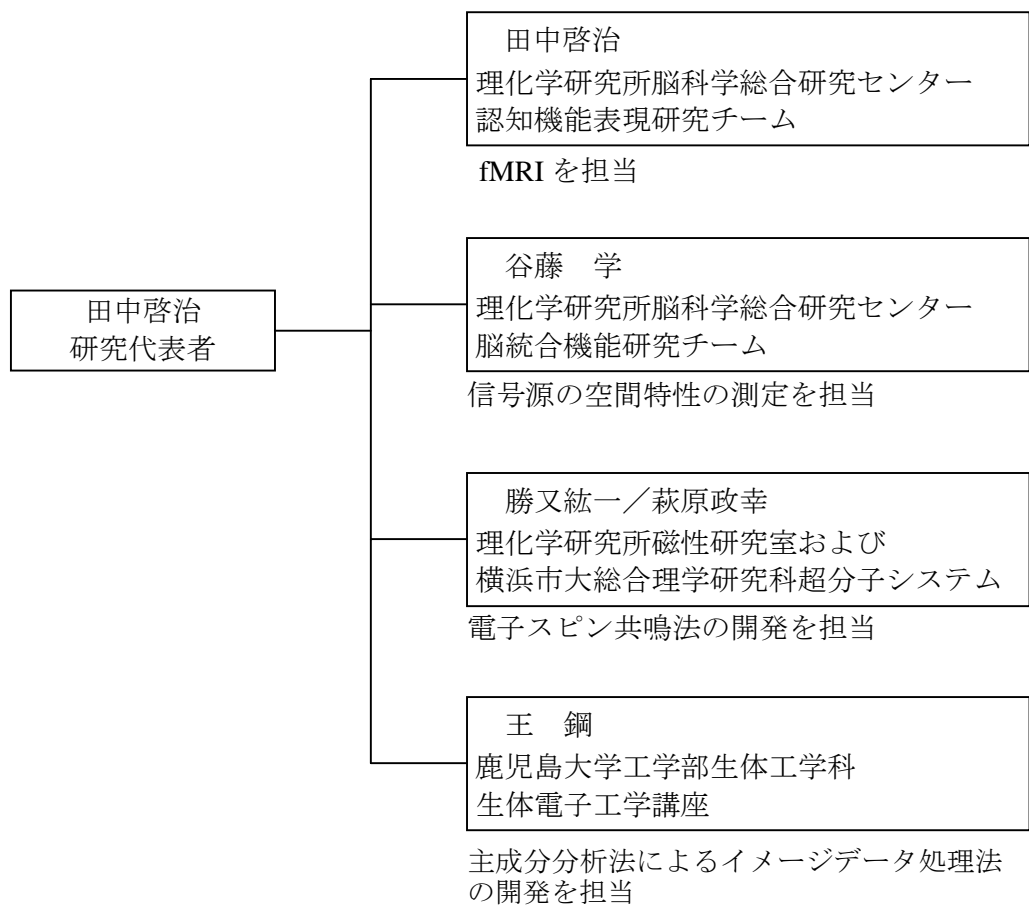 田中啓治
研究代表者
田中啓治
理化学研究所脳科学総合研究センター
認知機能表現研究チーム
fMRI を担当
谷藤　学
理化学研究所脳科学総合研究センター
脳統合機能研究チーム
信号源の空間特性の測定を担当
勝又紘一／萩原政幸
理化学研究所磁性研究室および
横浜市大総合理学研究科超分子システム
電子スピン共鳴法の開発を担当
王　鋼
鹿児島大学工学部生体工学科
生体電子工学講座
主成分分析法によるイメージデータ処理法
の開発を担当